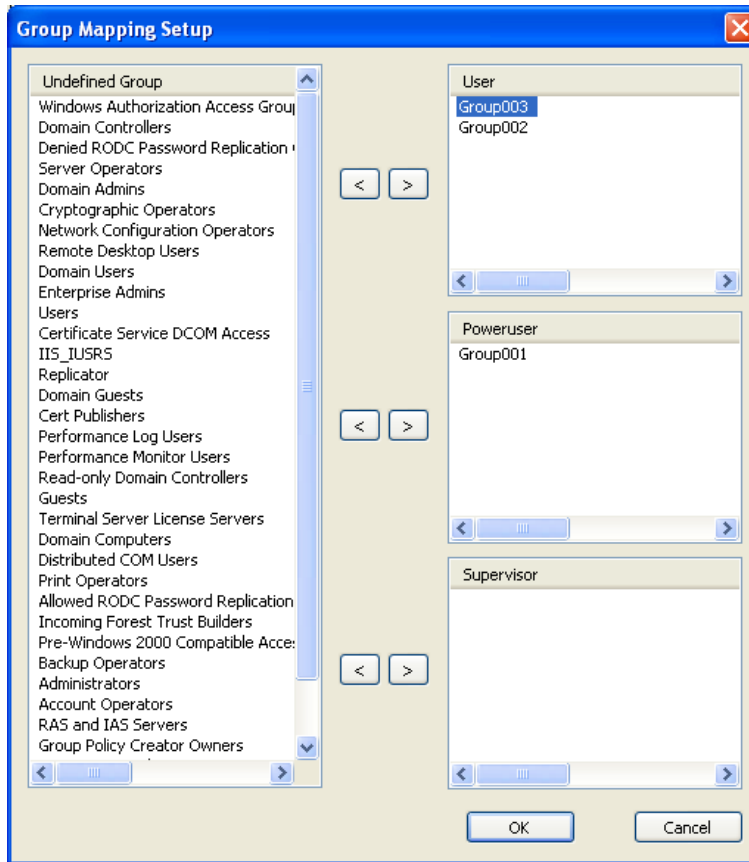 Group Mapping Setup
Undefined Group
Windows Authorization Access Grou
Domain Controllers
Denied RODC Password Replication
Server Operators
Domain Admins
Cryptographic Operators
Network Configuration Operators
Remote Desktop Users
Domain Users
Enterprise Admins
Users
Certificate Service DCOM Access
IIS_IUSRS
Replicator
Domain Guests
Cert Publishers
Performance Log Users
Performance Monitor Users
Read-only Domain Controllers
Guests
Terminal Server License Servers
Domain Computers
Distributed COM Users
Print Operators
Allowed RODC Password Replication
Incoming Forest Trust Builders
Pre-Windows 2000 Compatible Acce
Backup Operators
Administrators
Account Operators
RAS and IAS Servers
Group Policy Creator Owners
< >
< >
< >
User
Group003
Group002
Poweruser
Group001
Supervisor
OK
Cancel